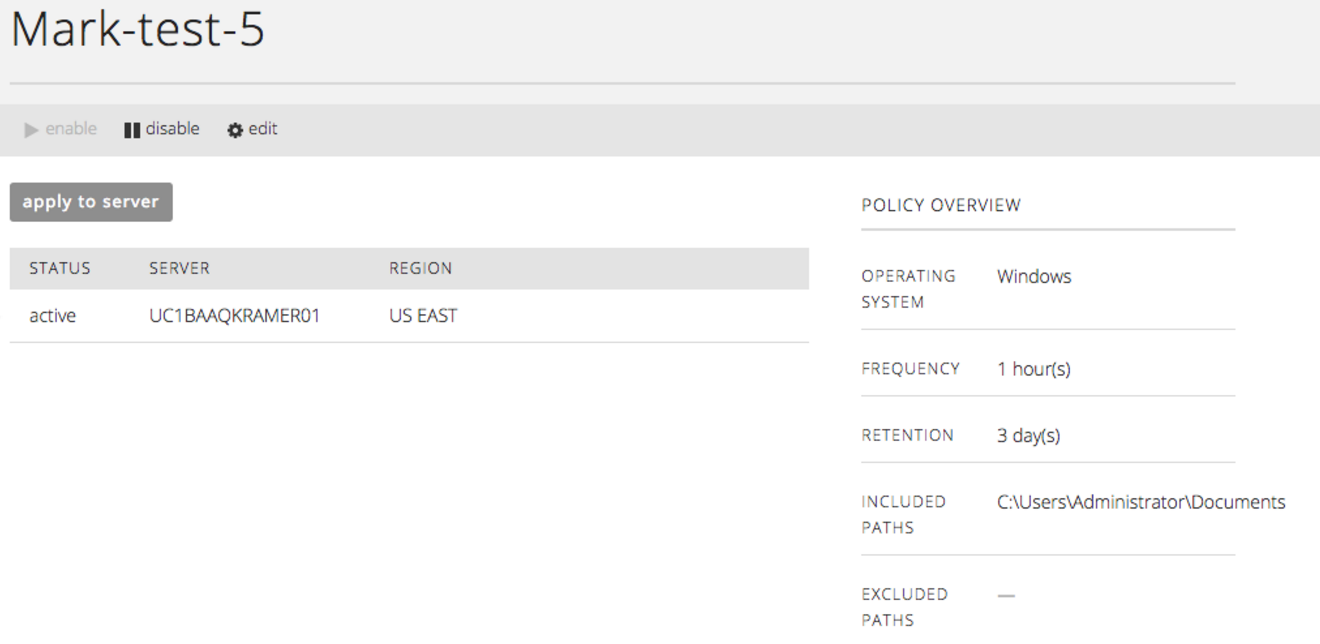 Mark-test-5
enable disable edit
apply to server
STATUS SERVER REGION
active UC1BAAQKRAMER01 US EAST
POLICY OVERVIEW
OPERATING SYSTEM Windows
FREQUENCY 1 hour(s)
RETENTION 3 day(s)
INCLUDED PATHS C:\Users\Administrator\Documents
EXCLUDED PATHS —